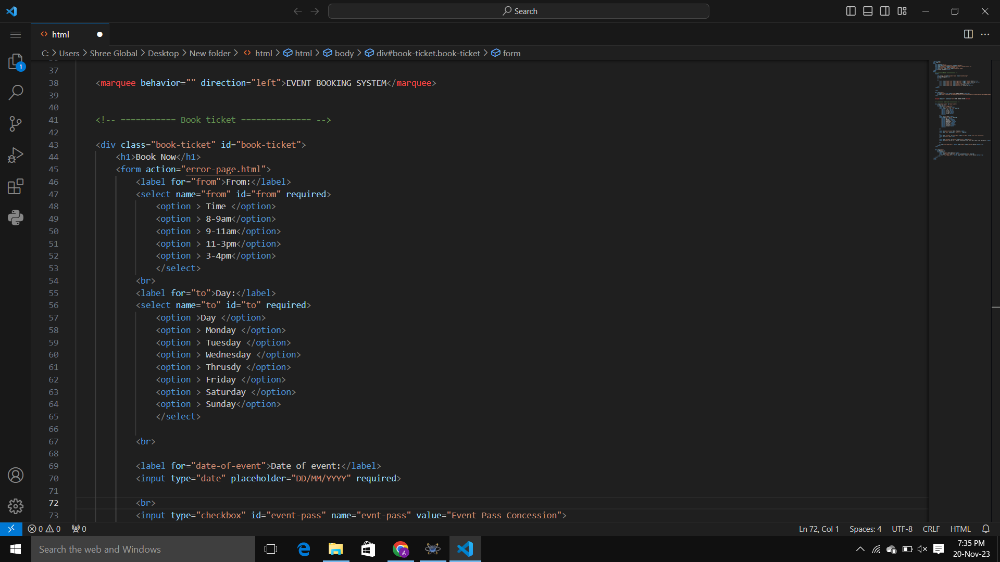 Search
html
C: > Users > Shree Global > Desktop > New folder > html > html > body > div#book-ticket.book-ticket > form
37
38 <marquee behavior="" direction="left">EVENT BOOKING SYSTEM</marquee>
39
40
41 <!-- =========== Book ticket ============== -->
42
43 <div class="book-ticket" id="book-ticket">
44 <h1>Book Now</h1>
45 <form action="error-page.html">
46 <label for="from">From:</label>
47 <select name="from" id="from" required>
48 <option > Time </option>
49 <option > 8-9am</option>
50 <option > 9-11am</option>
51 <option > 11-3pm</option>
52 <option > 3-4pm</option>
53 </select>
54 <br>
55 <label for="to">Day:</label>
56 <select name="to" id="to" required>
57 <option >Day </option>
58 <option > Monday </option>
59 <option > Tuesday </option>
60 <option > Wednesday </option>
61 <option > Thrusdy </option>
62 <option > Friday </option>
63 <option > Saturday </option>
64 <option > Sunday</option>
65 </select>
66
67 <br>
68
69 <label for="date-of-event">Date of event:</label>
70 <input type="date" placeholder="DD/MM/YYYY" required>
71
72 <br>
73 <input type="checkbox" id="event-pass" name="evnt-pass" value="Event Pass Concession">
1
0 0 0 Ln 72, Col 1 Spaces: 4 UTF-8 CRLF HTML
Search the web and Windows
A
7:35 PM
20-Nov-23